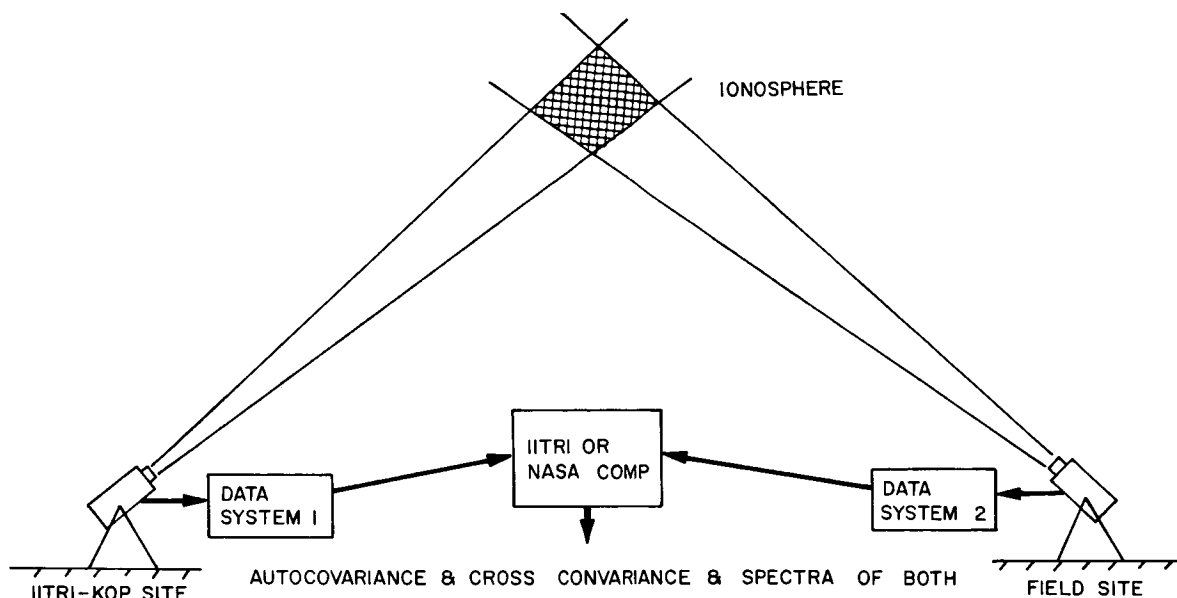 IONOSPHERE
IITRI OR
NASA COMP
DATA
SYSTEM 1
DATA
SYSTEM 2
AUTOCOVARIANCE & CROSS CONVARIANCE & SPECTRA OF BOTH
IITRI-KOP SITE
FIELD SITE